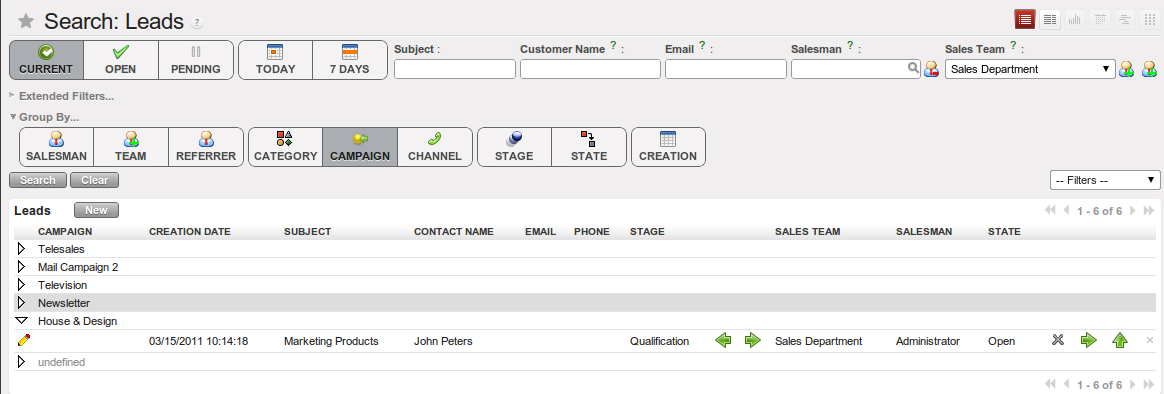 Search: Leads ?
CURRENT OPEN PENDING TODAY 7 DAYS
Subject : Customer Name ? : Email ? : Salesman ? : Sales Team ? :
Sales Department
Extended Filters...
Group By...
SALESMAN TEAM REFERRER CATEGORY CAMPAIGN CHANNEL STAGE STATE CREATION
Search Clear -- Filters --
Leads New 1 - 6 of 6
CAMPAIGN CREATION DATE SUBJECT CONTACT NAME EMAIL PHONE STAGE SALES TEAM SALESMAN STATE
Telesales
Mail Campaign 2
Television
Newsletter
House & Design
03/15/2011 10:14:18 Marketing Products John Peters Qualification Sales Department Administrator Open
undefined
1 - 6 of 6